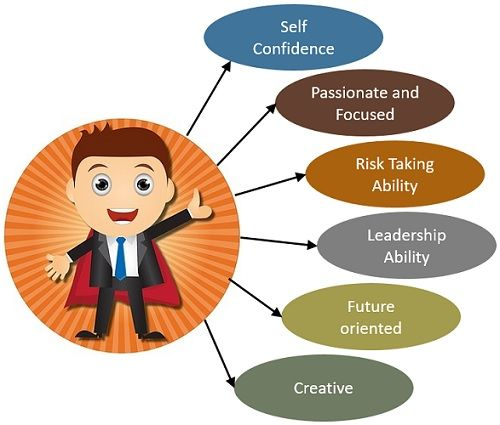 Self
Confidence
Passionate and
Focused
Risk Taking
Ability
Leadership
Ability
Future
oriented
Creative